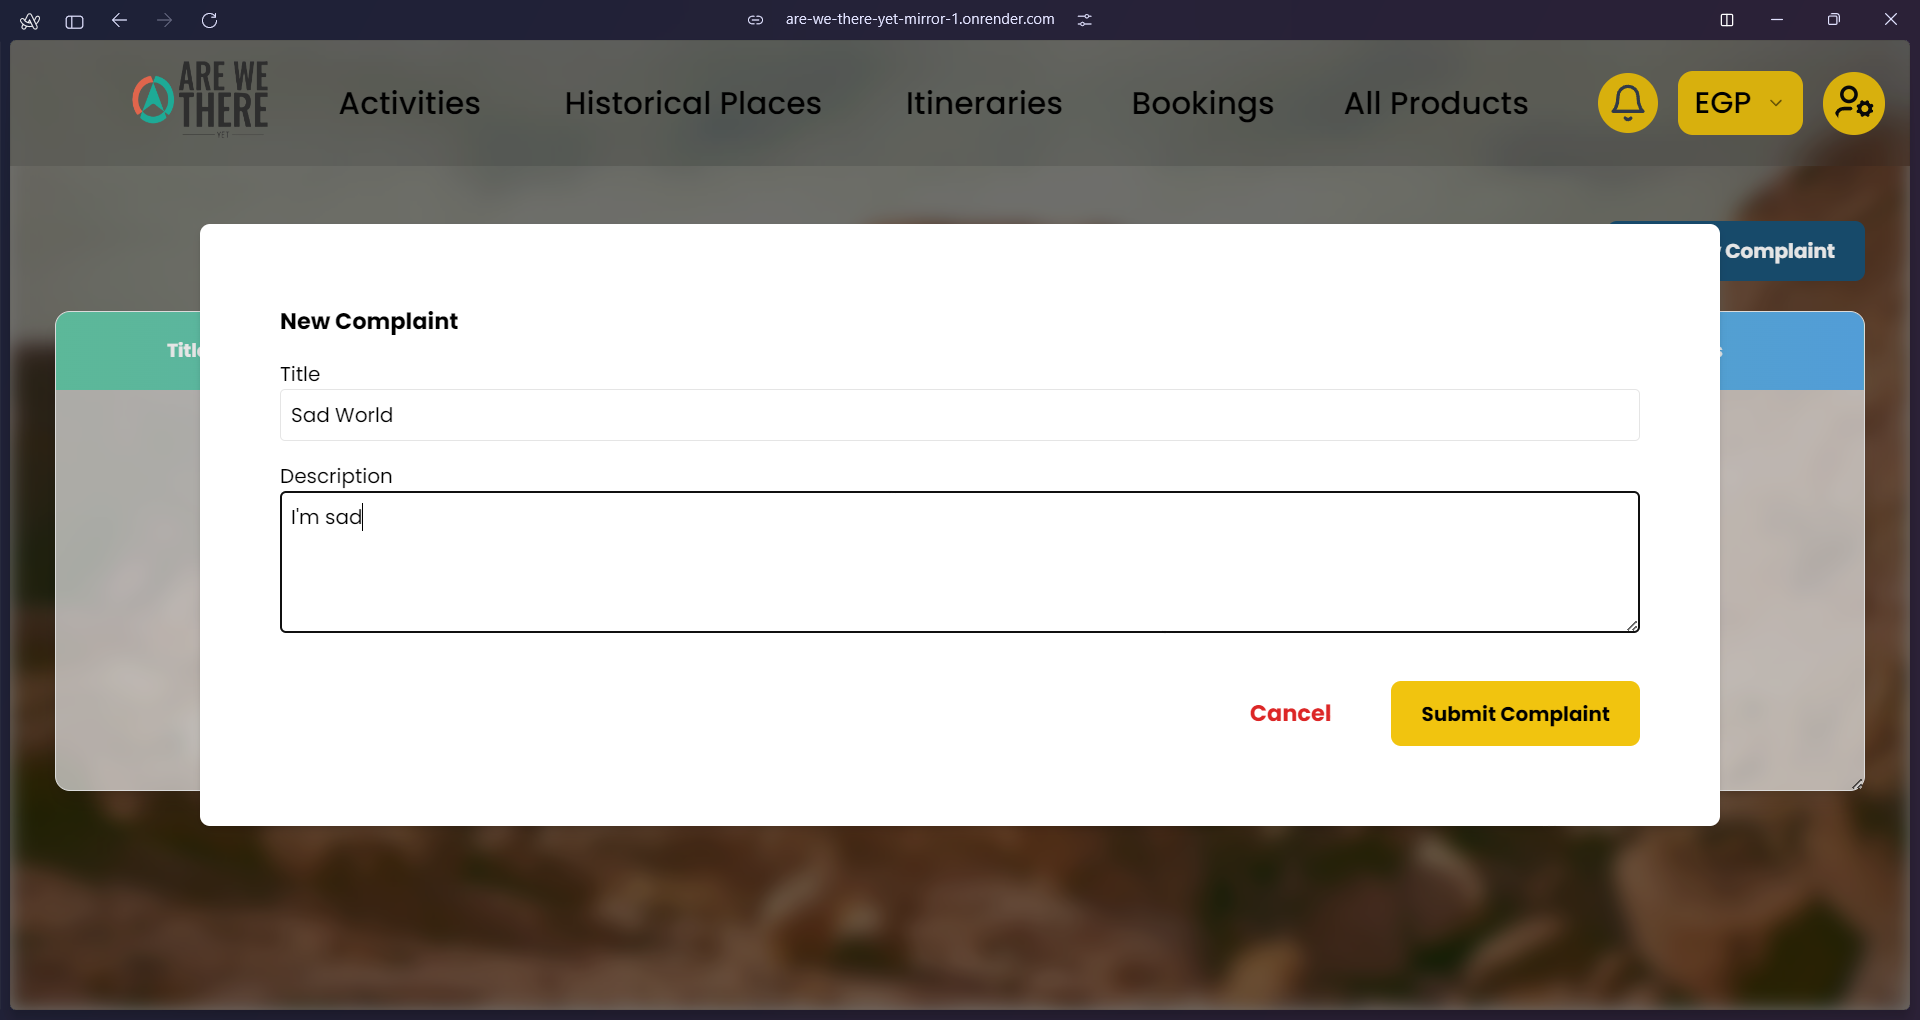 are-we-there-yet-mirror-1.onrender.com
ARE WE
THERE
YET
Activities
Historical Places
Itineraries
Bookings
All Products
EGP
Complaint
New Complaint
Title
Sad World
Description
I'm sad
Cancel
Submit Complaint